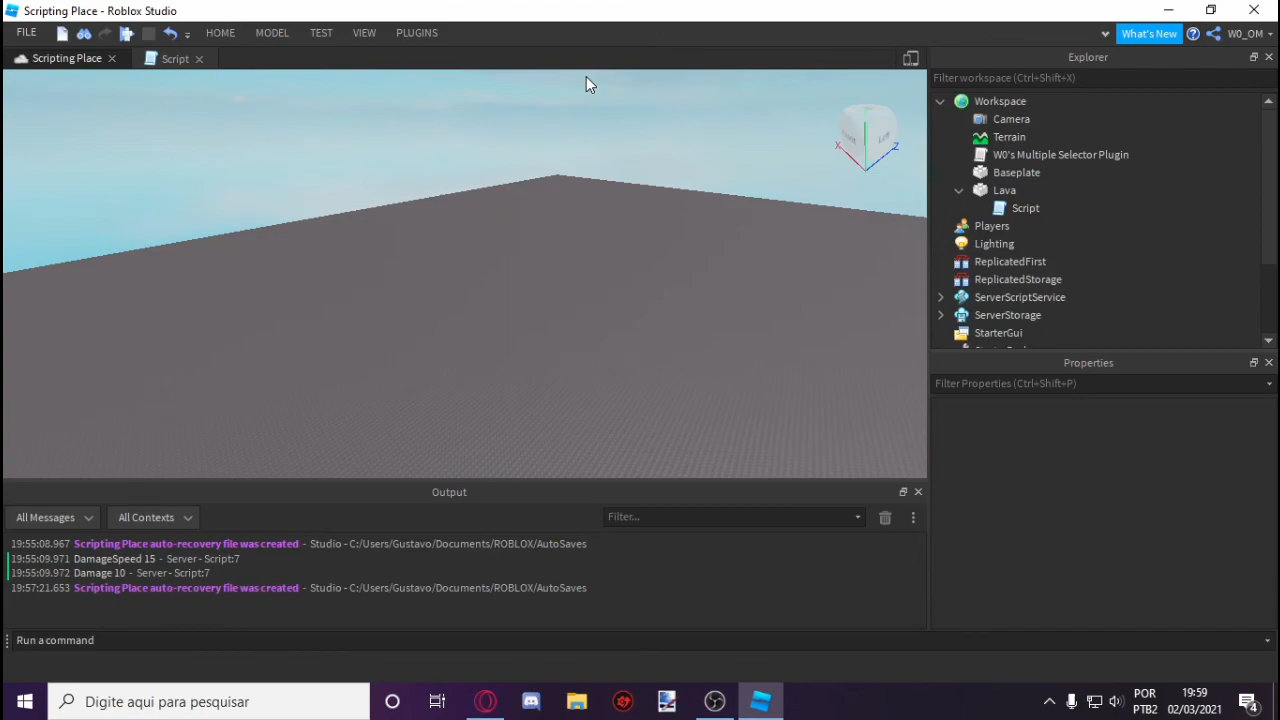 Scripting Place - Roblox Studio
FILE HOME MODEL TEST VIEW PLUGINS What's New W0_OM
Scripting Place Script
Explorer
Filter workspace (Ctrl+Shift+X)
Workspace
Camera
Terrain
W0's Multiple Selector Plugin
Baseplate
Lava
Script
Players
Lighting
ReplicatedFirst
ReplicatedStorage
ServerScriptService
ServerStorage
StarterGui
X Z
Front Left
Properties
Filter Properties (Ctrl+Shift+P)
Output
All Messages All Contexts Filter...
19:55:08.967 Scripting Place auto-recovery file was created - Studio - C:/Users/Gustavo/Documents/ROBLOX/AutoSaves
19:55:09.971 DamageSpeed 15 - Server - Script:7
19:55:09.972 Damage 10 - Server - Script:7
19:57:21.653 Scripting Place auto-recovery file was created - Studio - C:/Users/Gustavo/Documents/ROBLOX/AutoSaves
Run a command
Digite aqui para pesquisar
POR
PTB2
19:59
02/03/2021
4